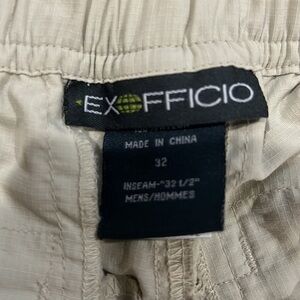 EXOFFICIO
MADE IN CHINA
32
INSEAM-~32 1/2"
MENS/HOMMES